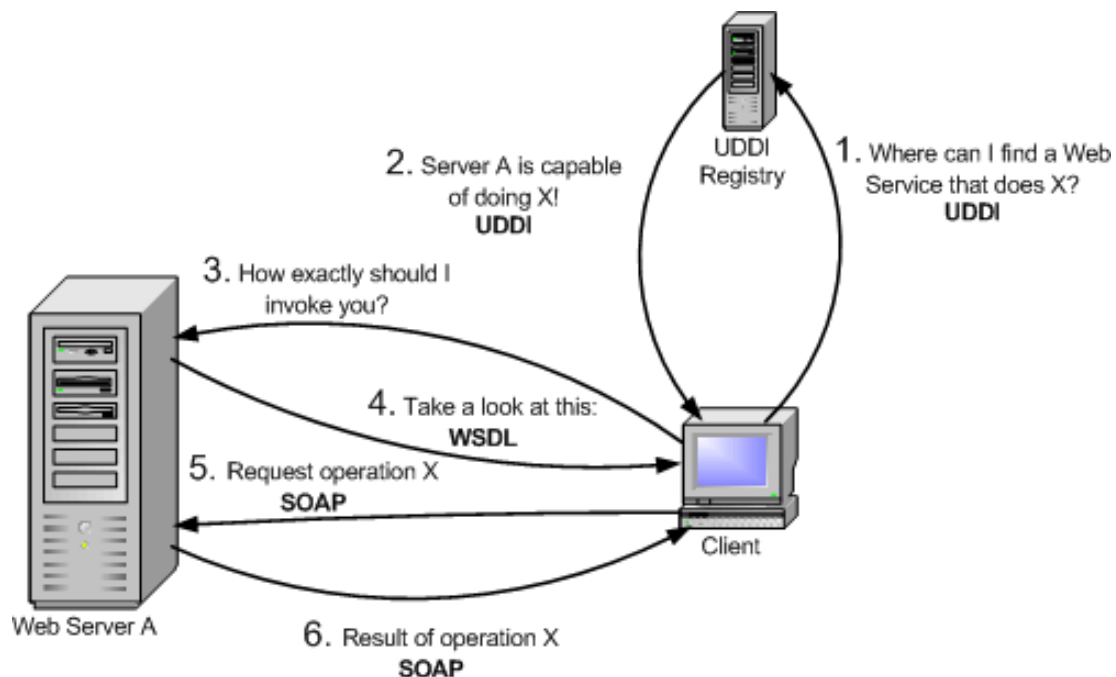 UDDI
Registry
1. Where can I find a Web
Service that does X?
UDDI
2. Server A is capable
of doing X!
UDDI
3. How exactly should I
invoke you?
4. Take a look at this:
WSDL
5. Request operation X
SOAP
Client
Web Server A
6. Result of operation X
SOAP